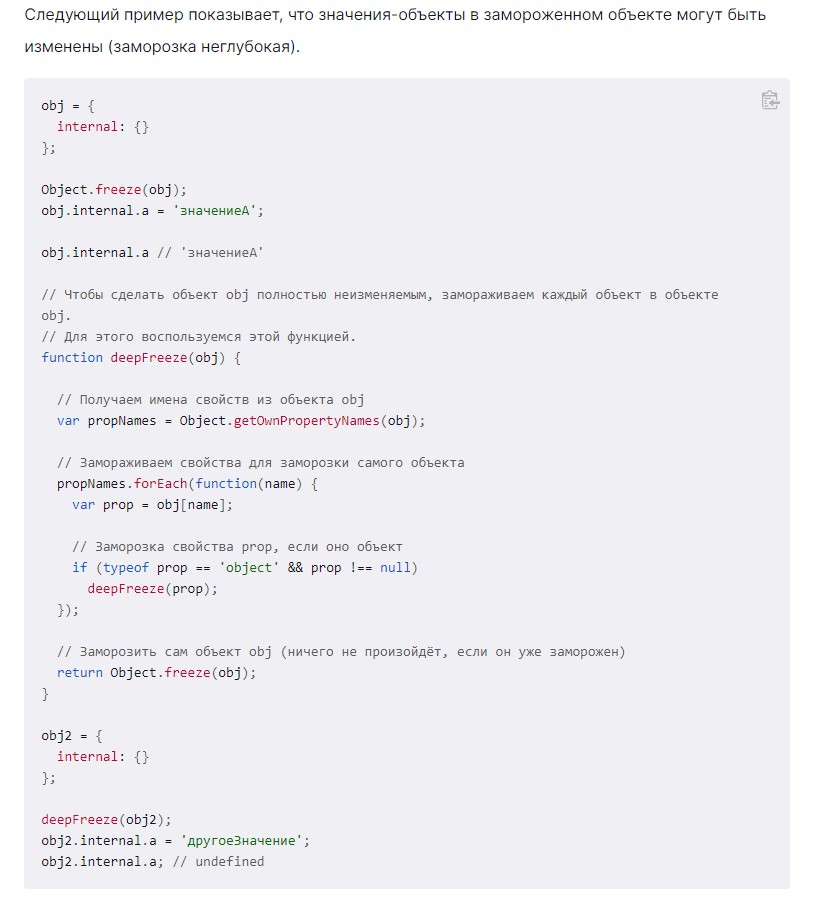 Следующий пример показывает, что значения-объекты в замороженном объекте могут быть
изменены (заморозка неглубокая).
obj = {
  internal: {}
};
Object.freeze(obj);
obj.internal.a = 'значениеА';
obj.internal.a // 'значениеА'
// Чтобы сделать объект obj полностью неизменяемым, замораживаем каждый объект в объекте
obj.
// Для этого воспользуемся этой функцией.
function deepFreeze(obj) {
  // Получаем имена свойств из объекта obj
  var propNames = Object.getOwnPropertyNames(obj);
  // Замораживаем свойства для заморозки самого объекта
  propNames.forEach(function(name) {
    var prop = obj[name];
    // Заморозка свойства prop, если оно объект
    if (typeof prop == 'object' && prop !== null)
      deepFreeze(prop);
  });
  // Заморозить сам объект obj (ничего не произойдёт, если он уже заморожен)
  return Object.freeze(obj);
}
obj2 = {
  internal: {}
};
deepFreeze(obj2);
obj2.internal.a = 'другоеЗначение';
obj2.internal.a; // undefined